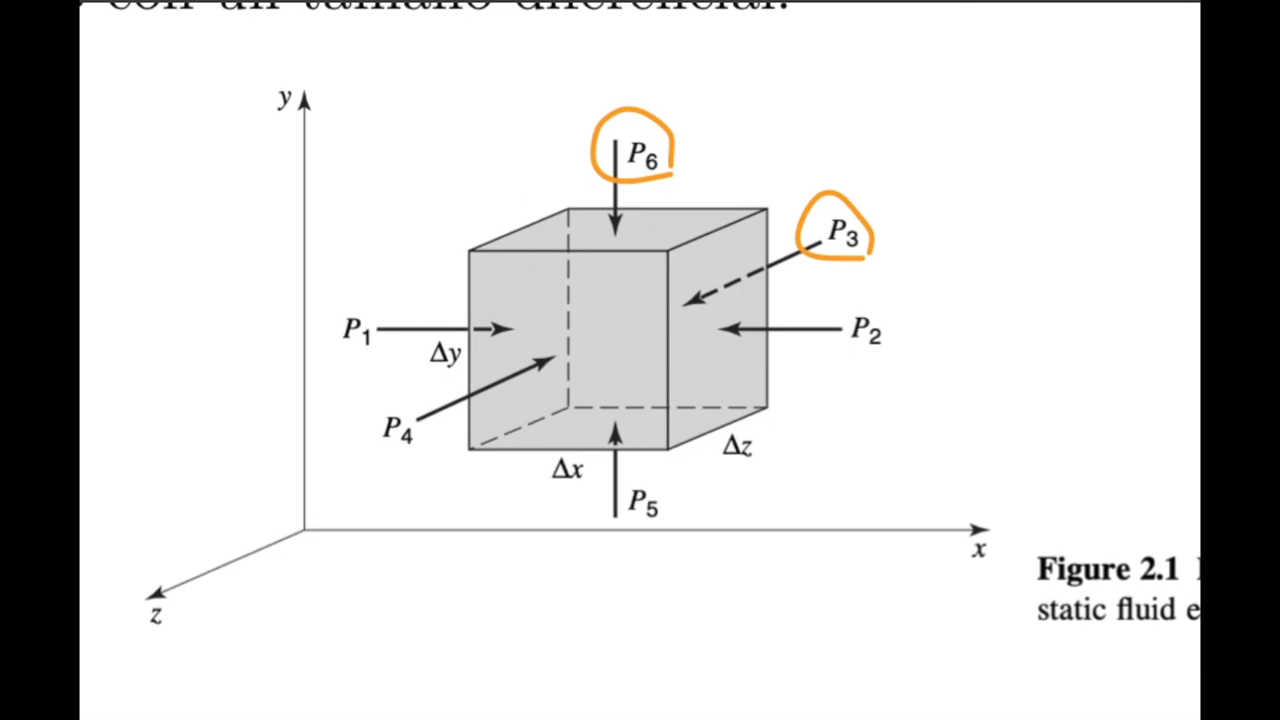 y
P6
P3
P1
P2
Δy
P4
Δz
Δx
P5
x
Figure 2.1
z
static fluid e